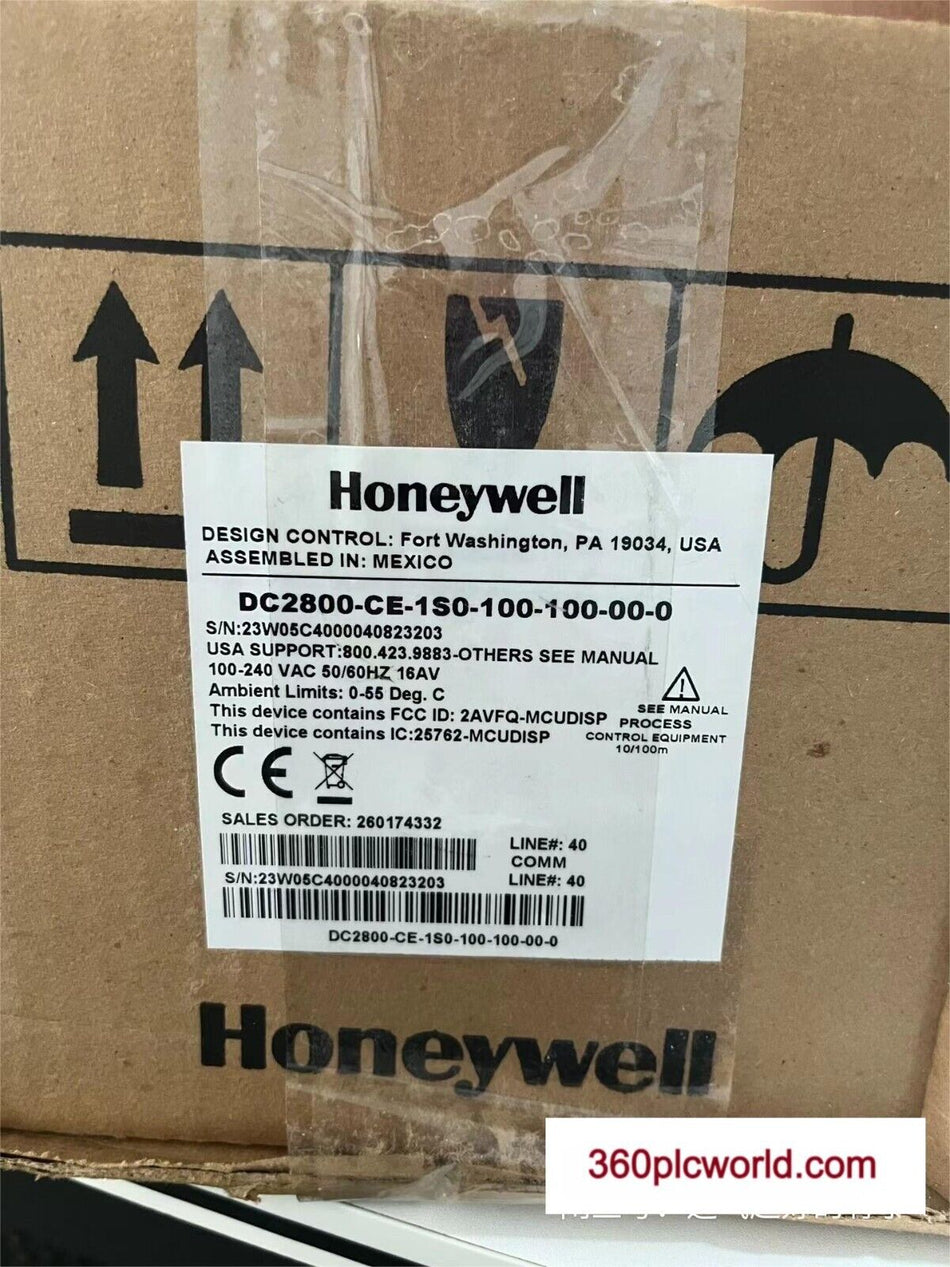 Honeywell
DESIGN CONTROL: Fort Washington, PA 19034, USA
ASSEMBLED IN: MEXICO
DC2800-CE-1S0-100-100-00-0
S/N:23W05C4000040823203
USA SUPPORT:800.423.9883-OTHERS SEE MANUAL
100-240 VAC 50/60HZ 16AV
Ambient Limits: 0-55 Deg. C
This device contains FCC ID: 2AVFQ-MCUDISP
This device contains IC:25762-MCUDISP
SEE MANUAL
PROCESS
CONTROL EQUIPMENT
10/100m
CE
SALES ORDER: 260174332
LINE#: 40
COMM
S/N:23W05C4000040823203
LINE#: 40
DC2800-CE-1S0-100-100-00-0
Honeywell
360plcworld.com